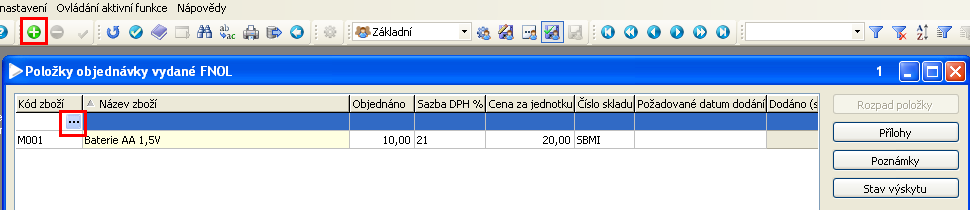 nastavení Ovládání aktivní funkce Nápovědy
Základní
Položky objednávky vydané FNOL 1
Kód zboží Název zboží Objednáno Sazba DPH % Cena za jednotku Číslo skladu Požadované datum dodání Dodáno (s
...
M001 Baterie AA 1,5V 10,00 21 20,00 SBMI
Rozpad položky
Přílohy
Poznámky
Stav výskytu